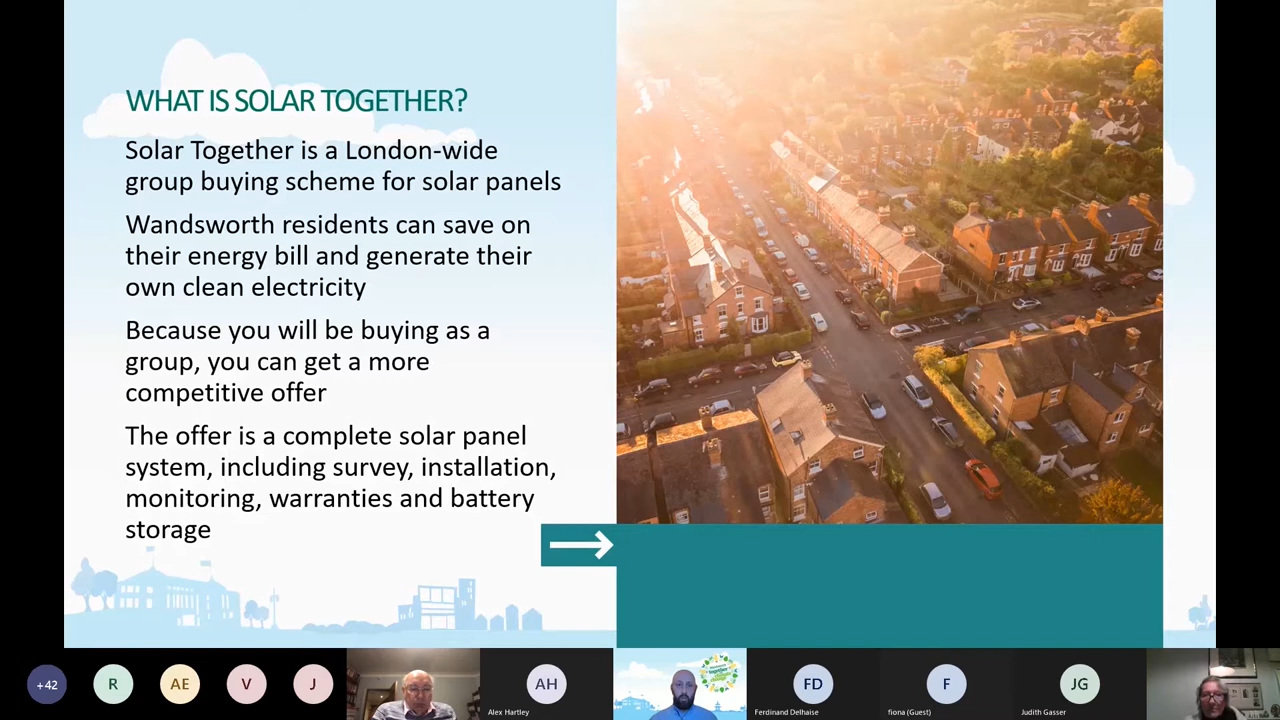 WHAT IS SOLAR TOGETHER?
Solar Together is a London-wide
group buying scheme for solar panels
Wandsworth residents can save on
their energy bill and generate their
own clean electricity
Because you will be buying as a
group, you can get a more
competitive offer
The offer is a complete solar panel
system, including survey, installation,
monitoring, warranties and battery
storage
+42
R
AE
V
J
AH
Alex Hartley
together
FD
Ferdinand Delhaise
F
fiona (Guest)
JG
Judith Gasser